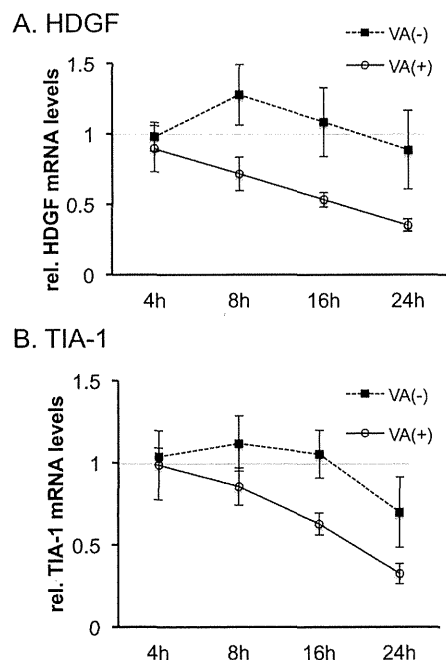 A. HDGF
VA(-)
VA(+)
rel. HDGF mRNA levels
1.5
1
0.5
0
4h 8h 16h 24h
B. TIA-1
VA(-)
VA(+)
rel. TIA-1 mRNA levels
1.5
1
0.5
0
4h 8h 16h 24h